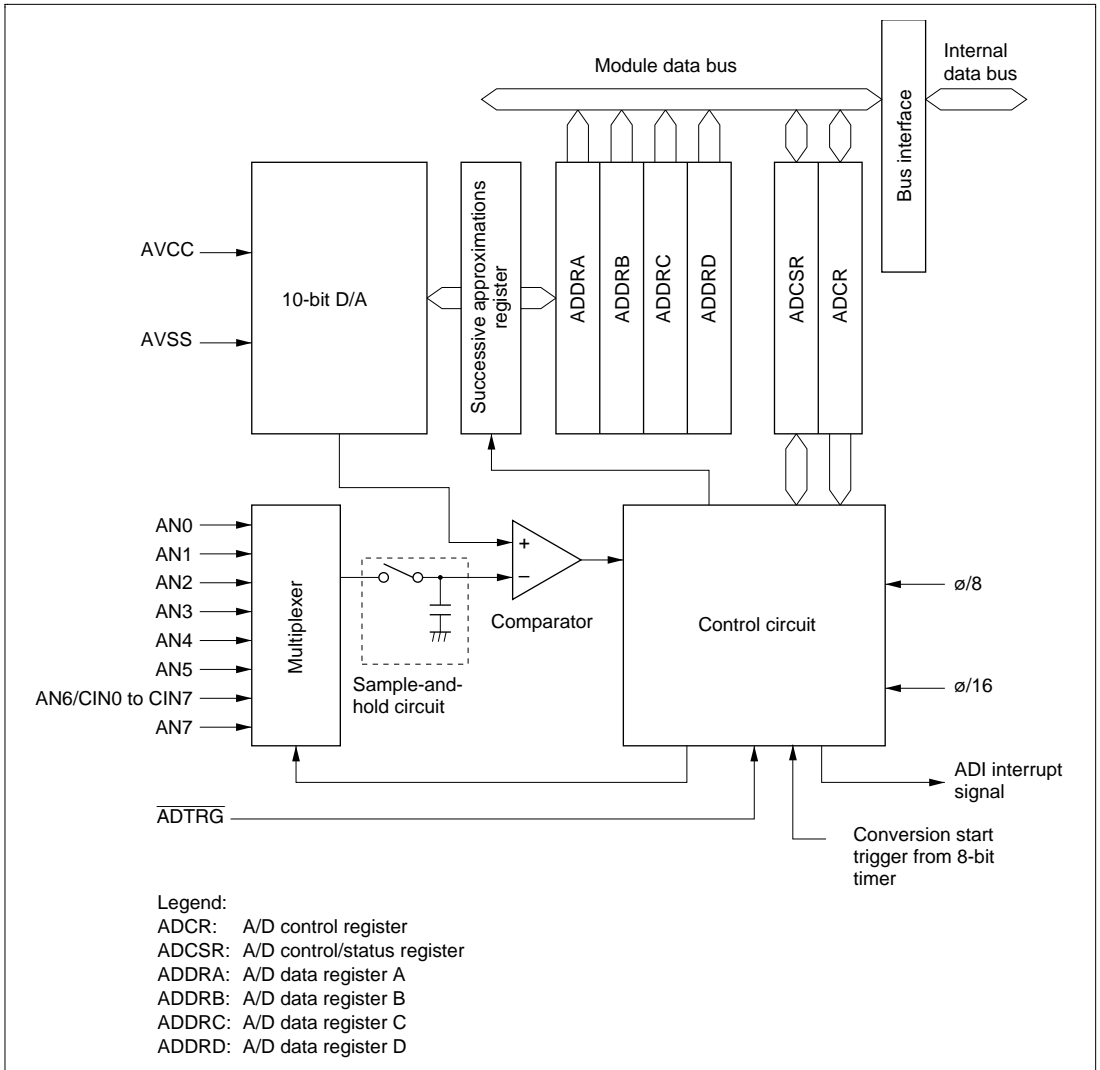 Module data bus
Internal
data bus
Bus interface
AVCC
AVSS
10-bit D/A
Successive approximations
register
ADDRA
ADDRB
ADDRC
ADDRD
ADCSR
ADCR
AN0
AN1
AN2
AN3
AN4
AN5
AN6/CIN0 to CIN7
AN7
Multiplexer
Sample-and-
hold circuit
+
−
Comparator
Control circuit
ø/8
ø/16
ADI interrupt
signal
ADTRG
Conversion start
trigger from 8-bit
timer
Legend:
ADCR: A/D control register
ADCSR: A/D control/status register
ADDRA: A/D data register A
ADDRB: A/D data register B
ADDRC: A/D data register C
ADDRD: A/D data register D